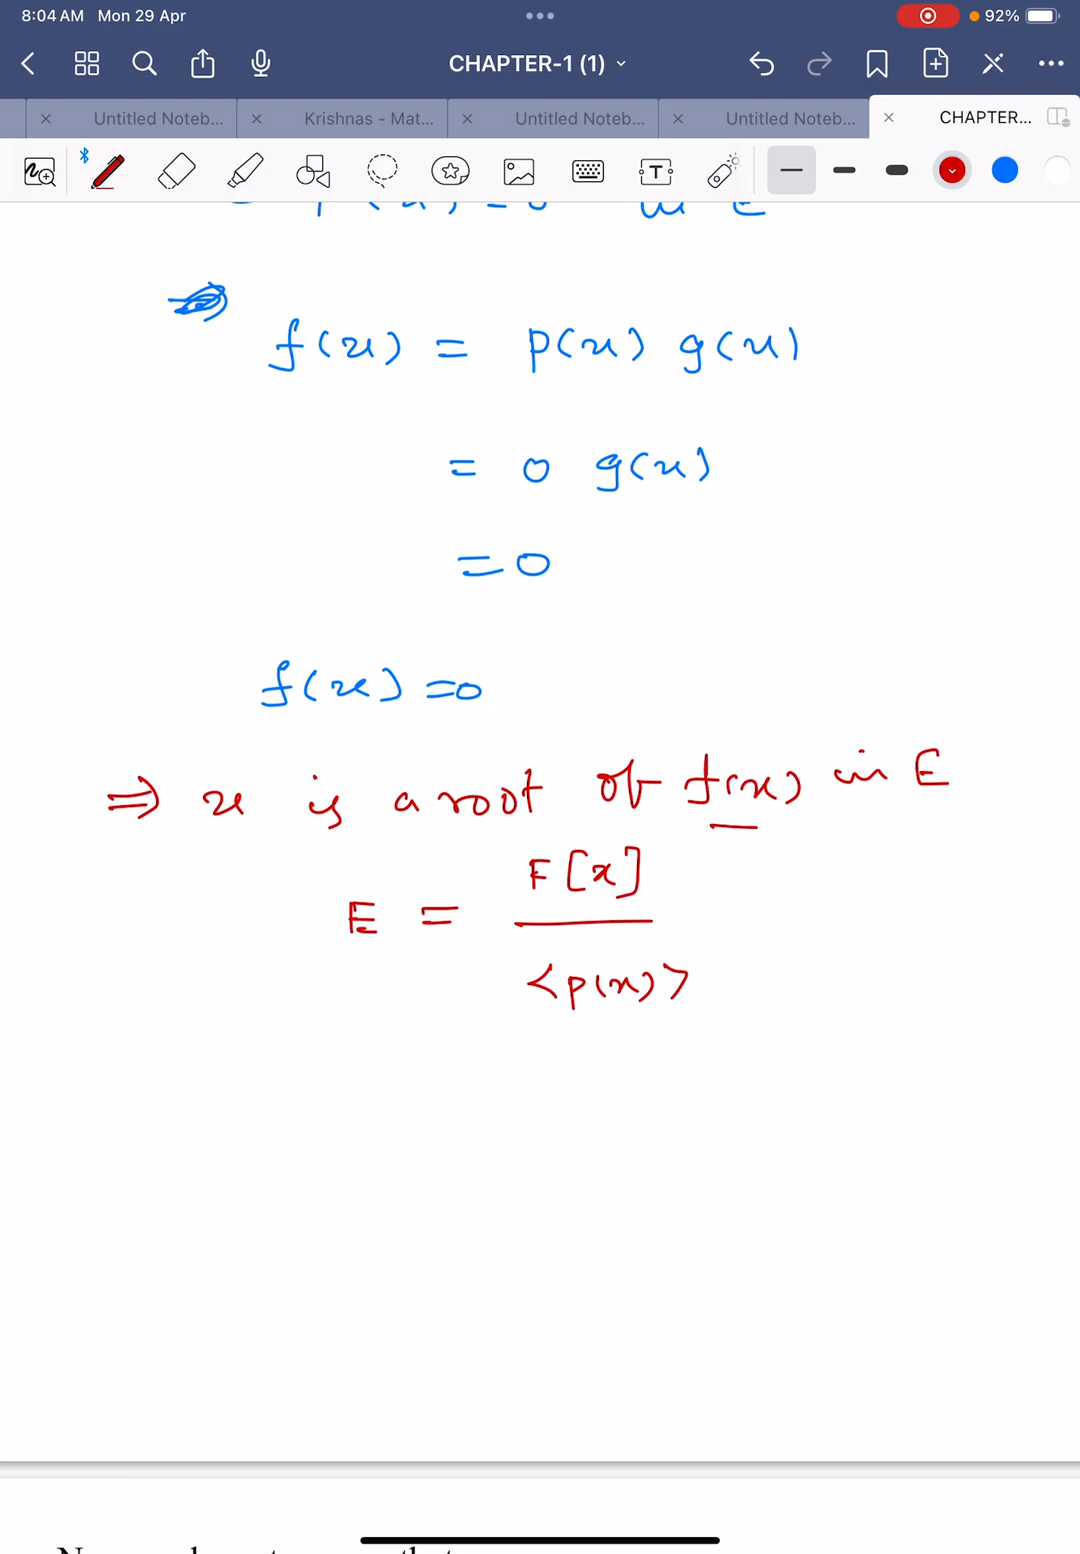 8:04 AM Mon 29 Apr 92%
CHAPTER-1 (1)
Untitled Noteb... Krishnas - Mat... Untitled Noteb... Untitled Noteb... CHAPTER...
T
f(x) = p(x) g(x)
= 0 g(x)
= 0
f(x) = 0
⇒ x is a root of f(x) in E
E = F[x]
<p(x)>